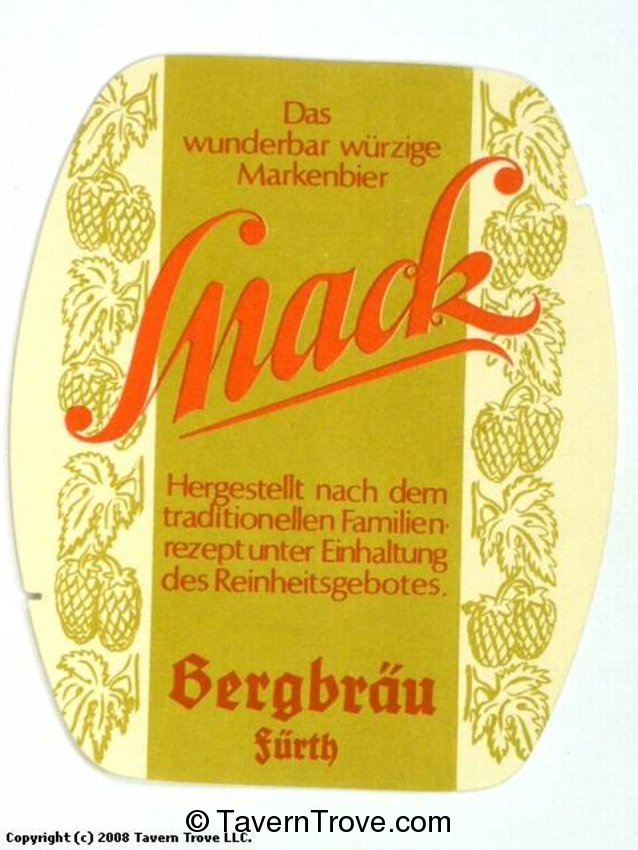 Das
wunderbar würzige
Markenbier
Snack
Hergestellt nach dem
traditionellen Familien-
rezept unter Einhaltung
des Reinheitsgebotes.
Bergbräu
Fürth
© TavernTrove.com
Copyright (c) 2008 Tavern Trove LLC.